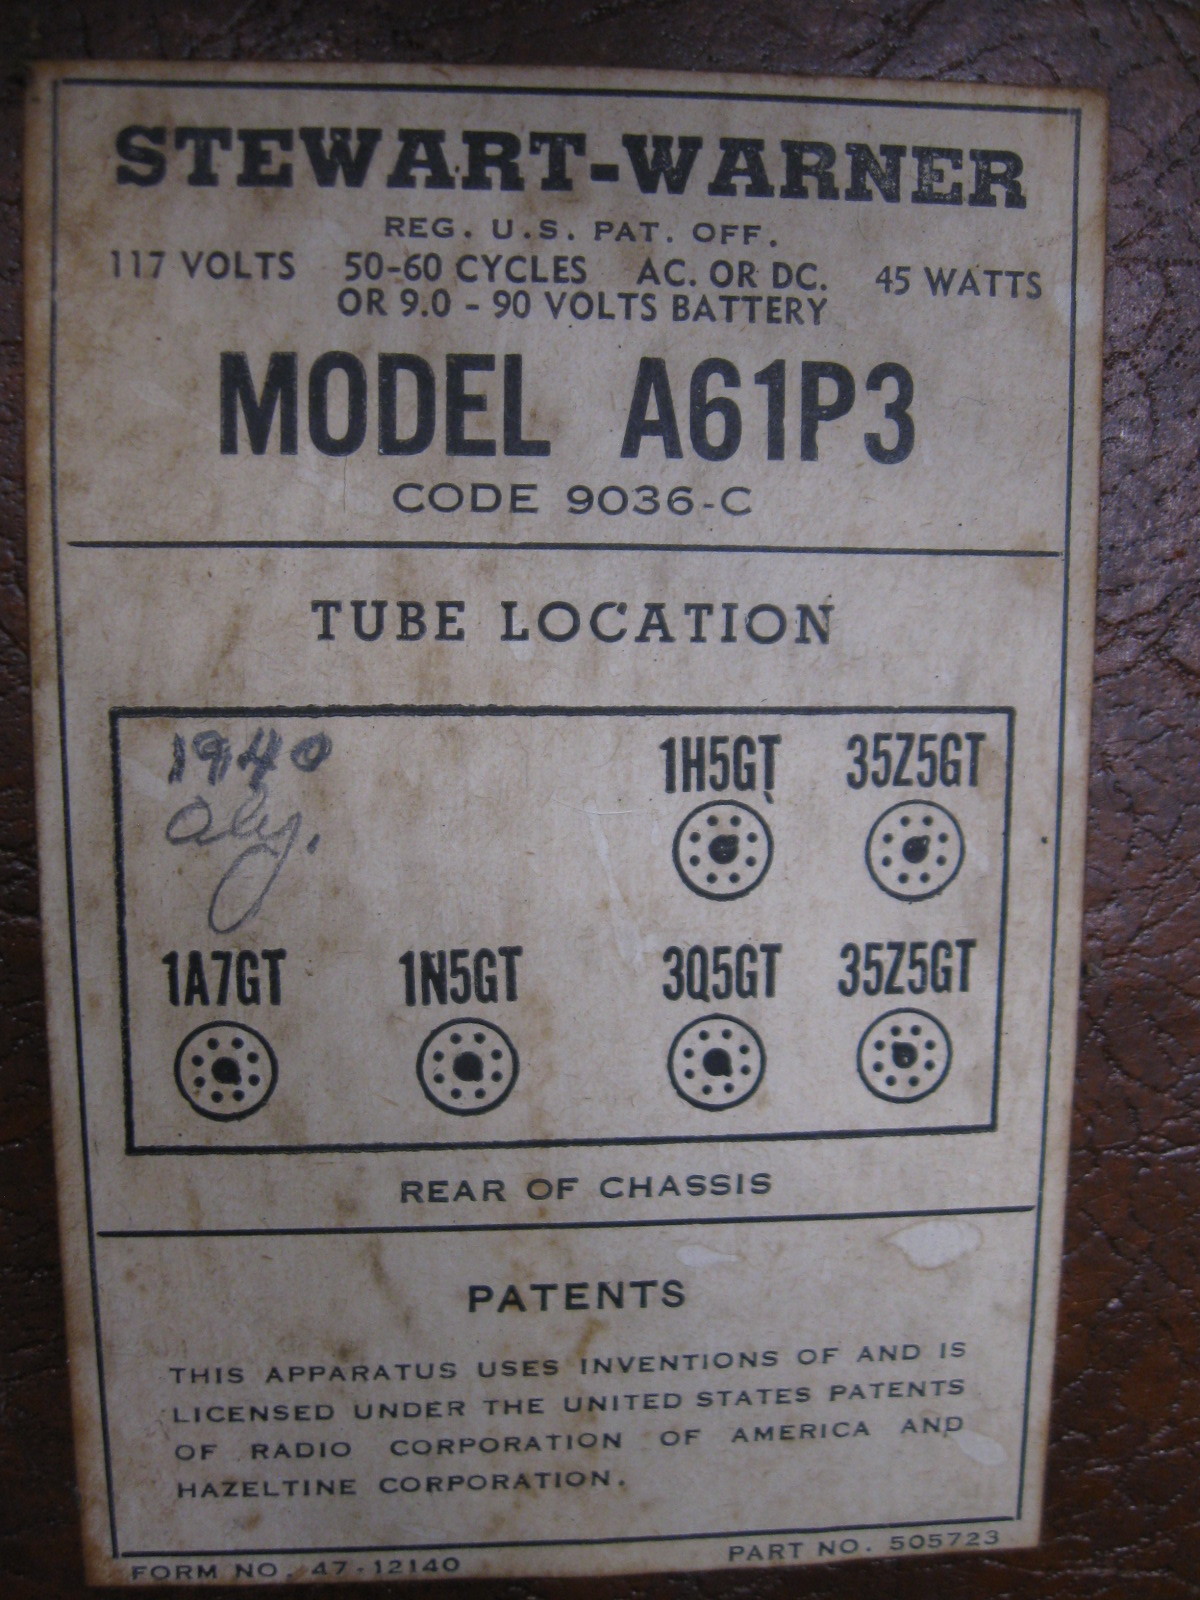 STEWART-WARNER
REG. U.S. PAT. OFF.
117 VOLTS 50-60 CYCLES AC. OR DC. 45 WATTS
OR 9.0 - 90 VOLTS BATTERY
MODEL A61P3
CODE 9036-C
TUBE LOCATION
1940
1H5GT 35Z5GT
1A7GT 1N5GT 3Q5GT 35Z5GT
REAR OF CHASSIS
PATENTS
THIS APPARATUS USES INVENTIONS OF AND IS
LICENSED UNDER THE UNITED STATES PATENTS
OF RADIO CORPORATION OF AMERICA AND
HAZELTINE CORPORATION.
FORM NO. 47-12140 PART NO. 505723